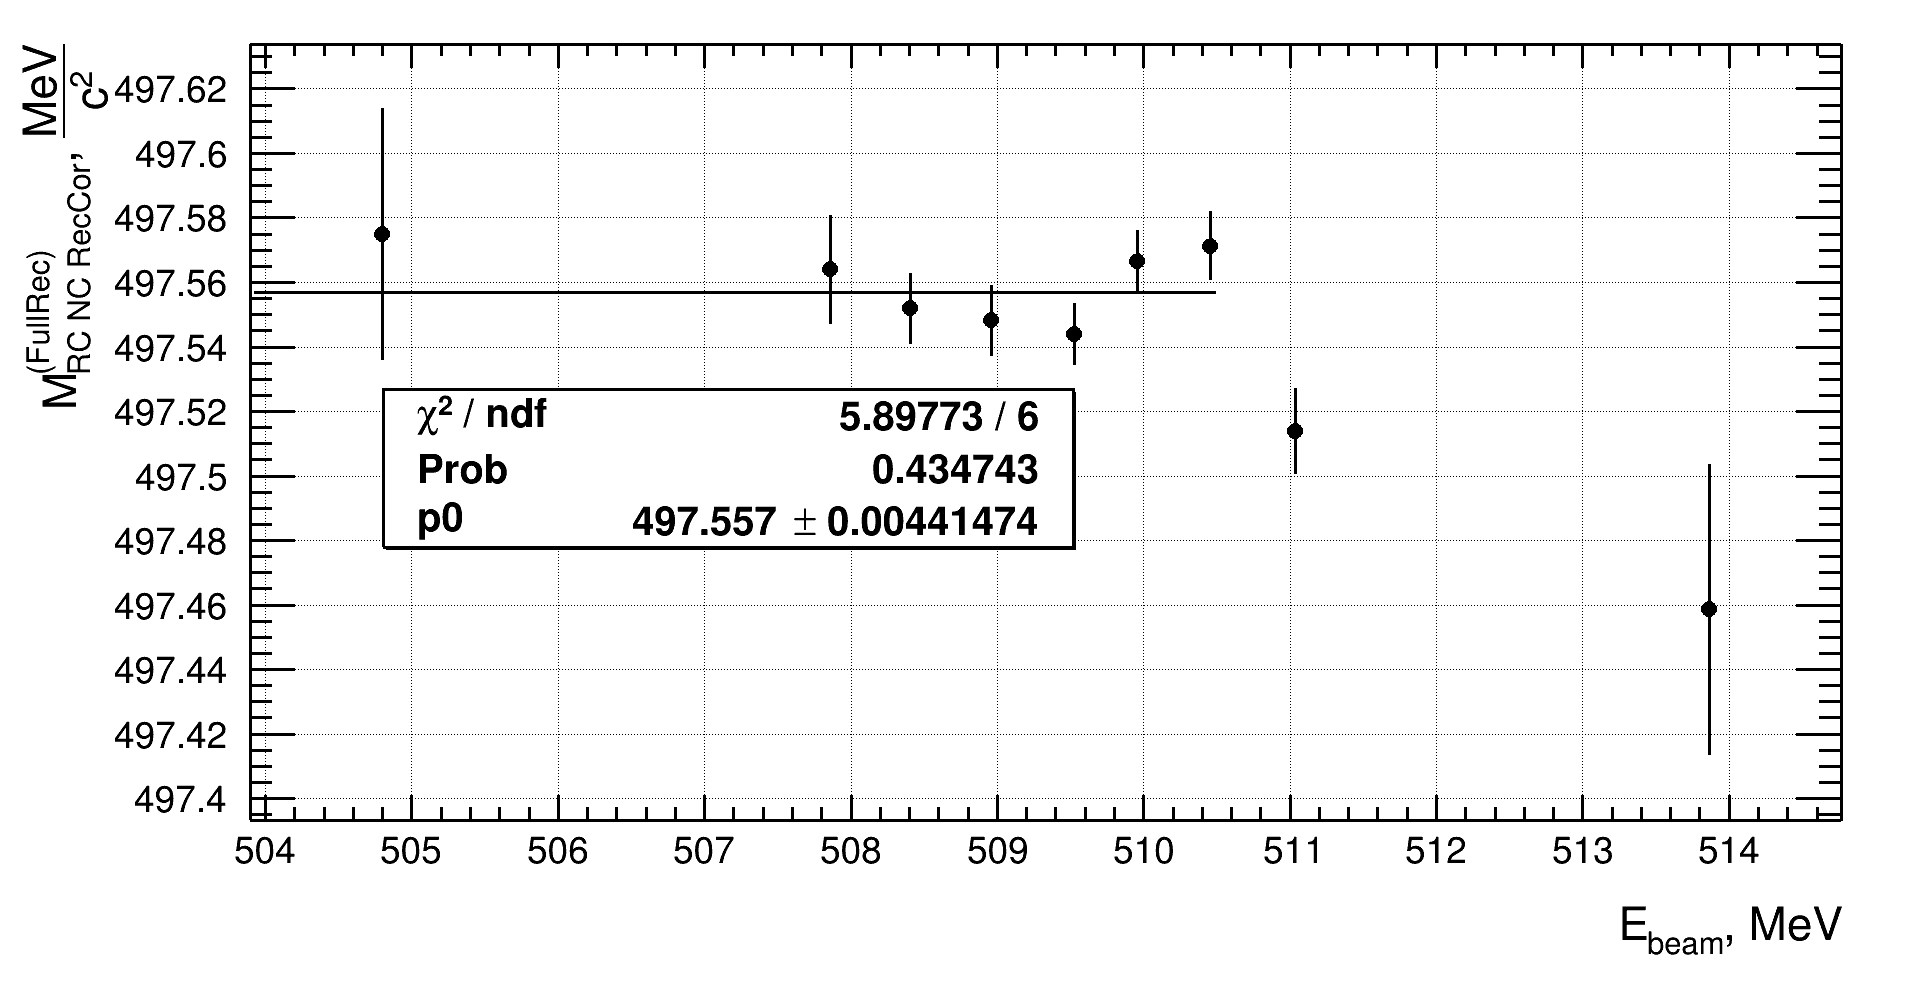 M^(FullRec)_RC NC RecCor, MeV/c²
497.62
497.6
497.58
497.56
497.54
497.52
497.5
497.48
497.46
497.44
497.42
497.4
χ² / ndf 5.89773 / 6
Prob 0.434743
p0 497.557 ± 0.00441474
504 505 506 507 508 509 510 511 512 513 514
E_beam, MeV